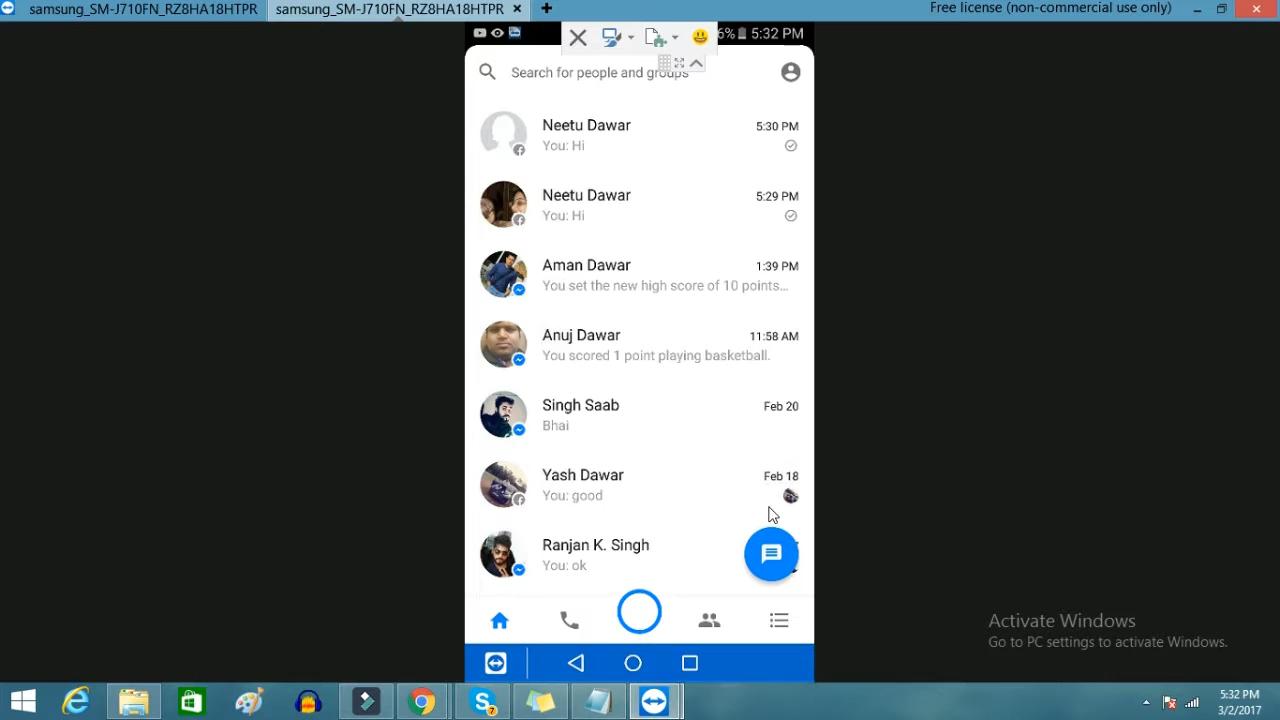 samsung_SM-J710FN_RZ8HA18HTPR
samsung_SM-J710FN_RZ8HA18HTPR
Free license (non-commercial use only)
6% 5:32 PM
Search for people and groups
Neetu Dawar
5:30 PM
You: Hi
Neetu Dawar
5:29 PM
You: Hi
Aman Dawar
1:39 PM
You set the new high score of 10 points...
Anuj Dawar
11:58 AM
You scored 1 point playing basketball.
Singh Saab
Feb 20
Bhai
Yash Dawar
Feb 18
You: good
Ranjan K. Singh
You: ok
Activate Windows
Go to PC settings to activate Windows.
5:32 PM
3/2/2017